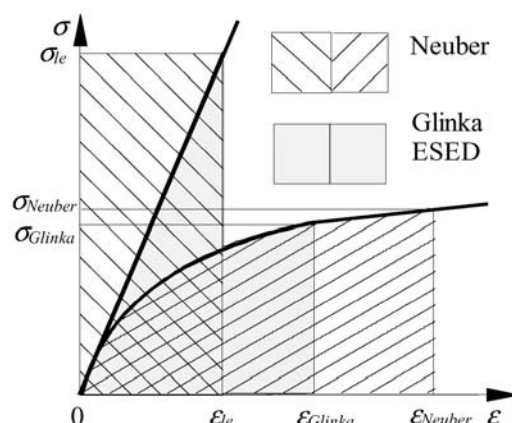 σ
σle
Neuber
Glinka
ESED
σNeuber
σGlinka
0 εle εGlinka εNeuber ε